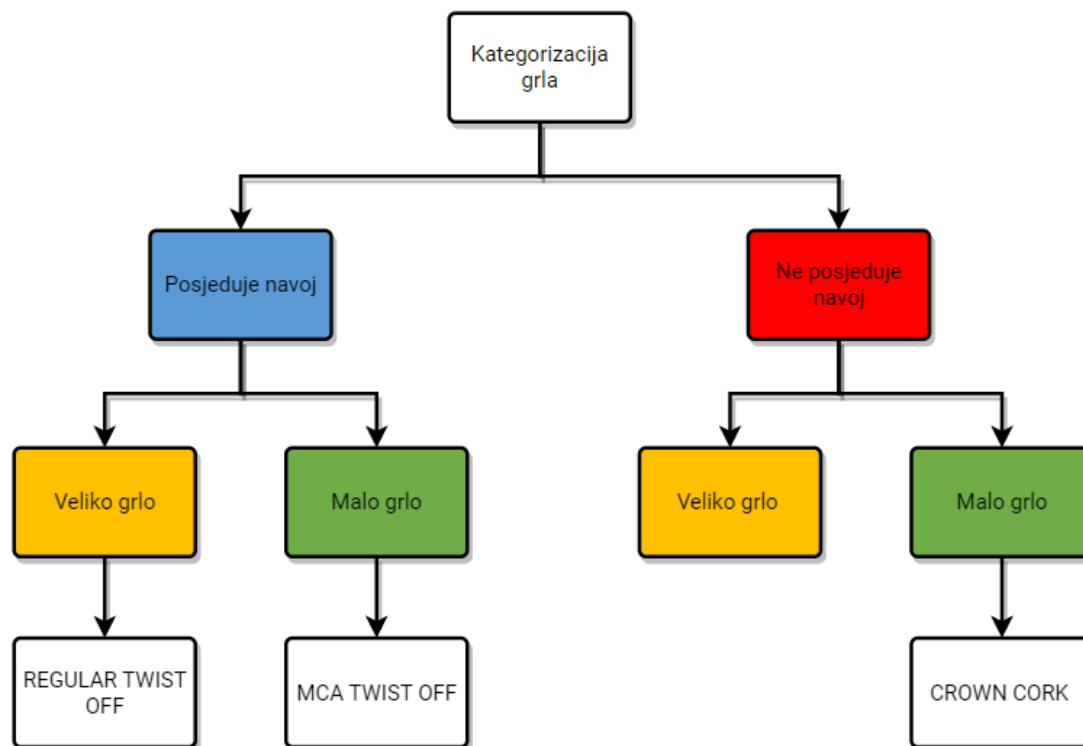 Kategorizacija
grla
Posjeduje navoj
Ne posjeduje
navoj
Veliko grlo
Malo grlo
Veliko grlo
Malo grlo
REGULAR TWIST
OFF
MCA TWIST OFF
CROWN CORK